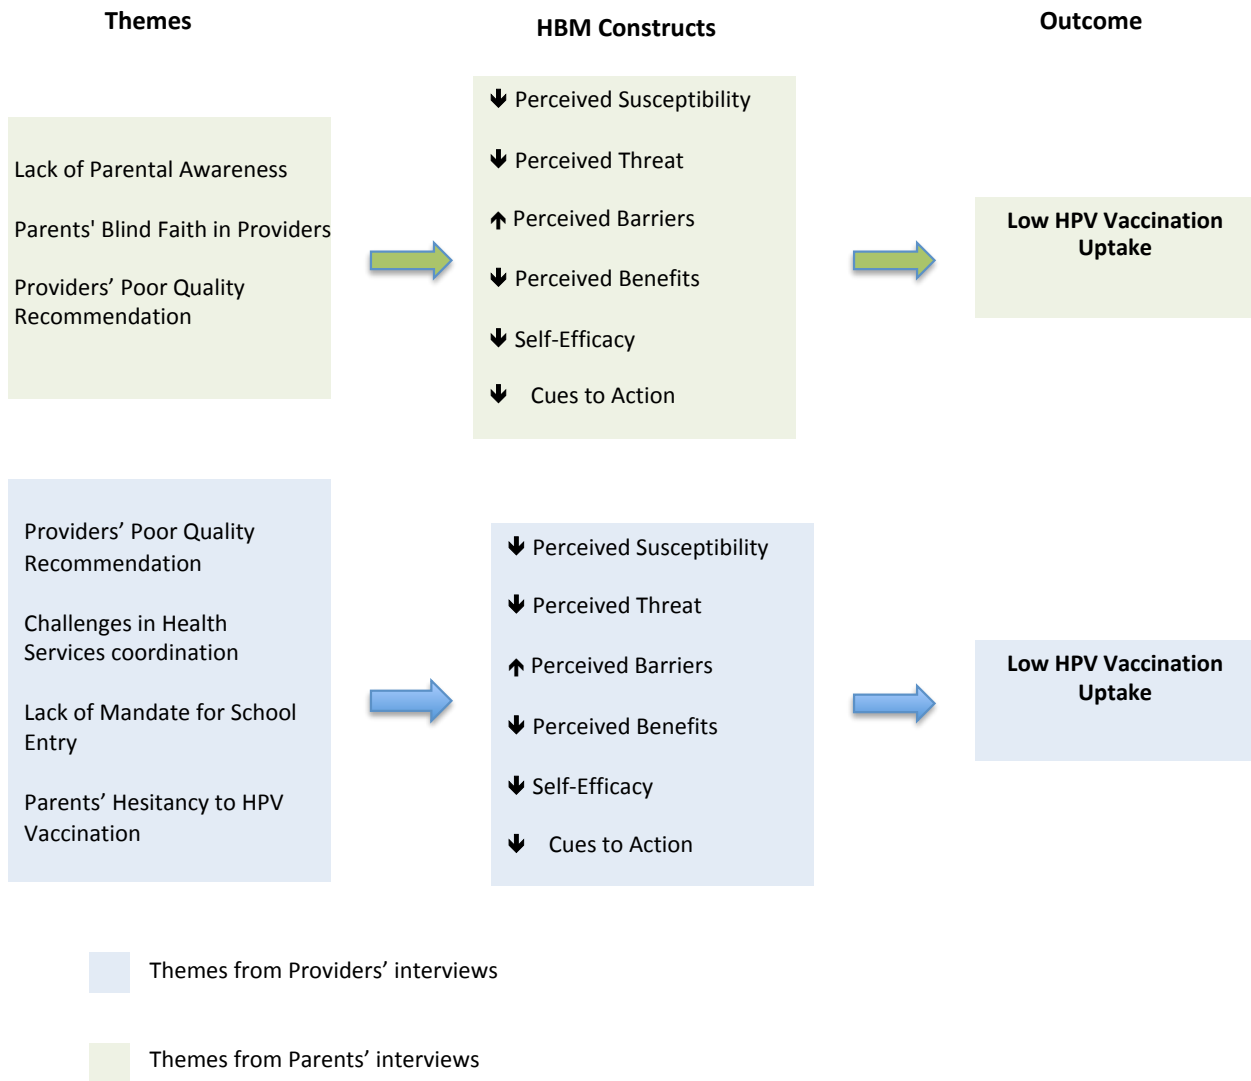 Themes
HBM Constructs
Outcome
Lack of Parental Awareness
Parents' Blind Faith in Providers
Providers’ Poor Quality
Recommendation
🡻 Perceived Susceptibility
🡻 Perceived Threat
🡹 Perceived Barriers
🡻 Perceived Benefits
🡻 Self-Efficacy
🡻 Cues to Action
Low HPV Vaccination
Uptake
Providers’ Poor Quality
Recommendation
Challenges in Health
Services coordination
Lack of Mandate for School
Entry
Parents’ Hesitancy to HPV
Vaccination
🡻 Perceived Susceptibility
🡻 Perceived Threat
🡹 Perceived Barriers
🡻 Perceived Benefits
🡻 Self-Efficacy
🡻 Cues to Action
Low HPV Vaccination
Uptake
Themes from Providers’ interviews
Themes from Parents’ interviews